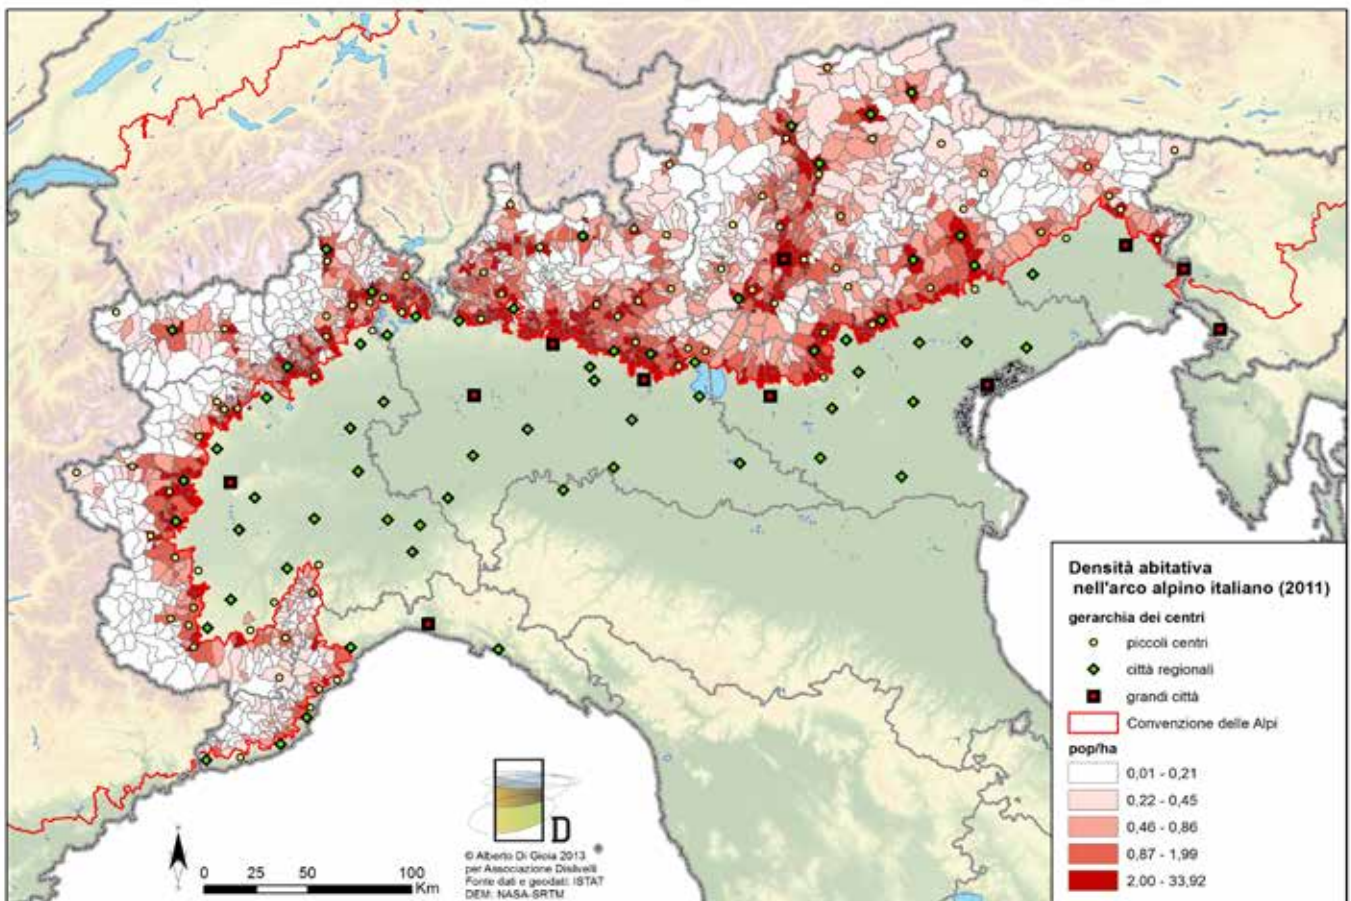 Densità abitativa
nell'arco alpino italiano (2011)
gerarchia dei centri
piccoli centri
città regionali
grandi città
Convenzione delle Alpi
pop/ha
0,01 - 0,21
0,22 - 0,45
0,46 - 0,86
0,87 - 1,99
2,00 - 33,92
D
®
© Alberto Di Gioia 2013
per Associazione Dislivelli
Fonte dati e geodati: ISTAT
DEM: NASA-SRTM
0 25 50 100
Km